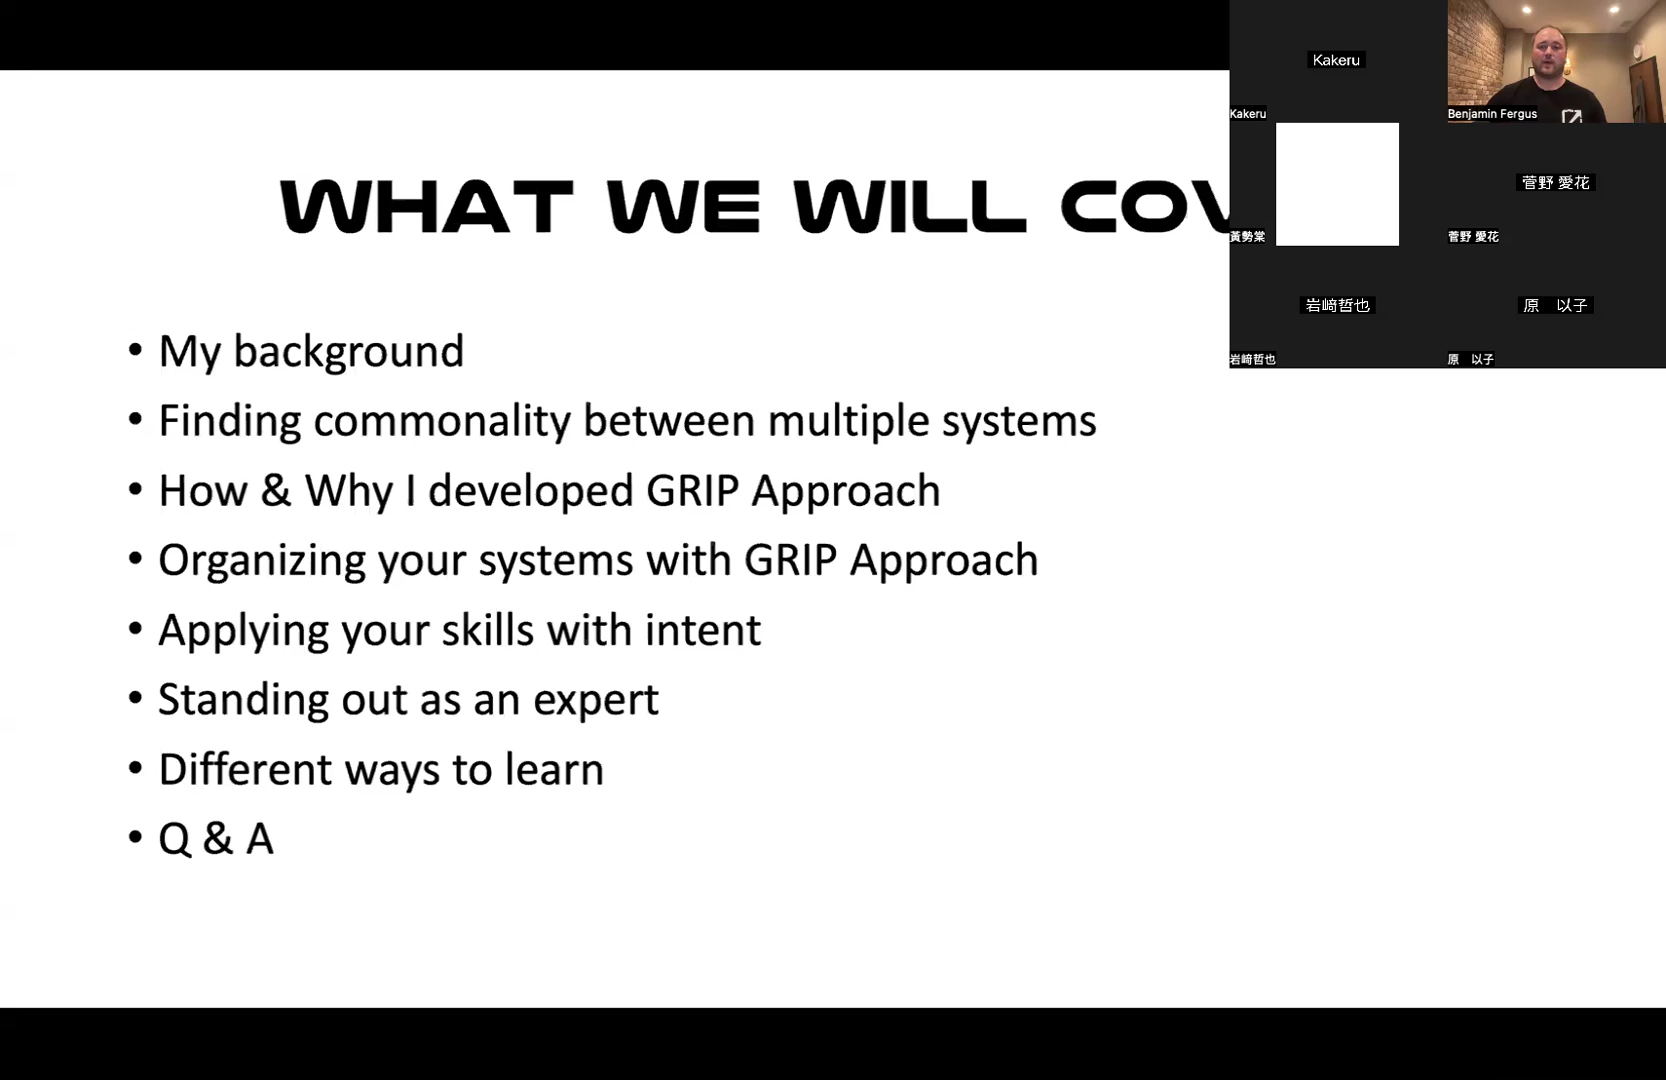 WHAT WE WILL COV
• My background
• Finding commonality between multiple systems
• How & Why I developed GRIP Approach
• Organizing your systems with GRIP Approach
• Applying your skills with intent
• Standing out as an expert
• Different ways to learn
• Q & A
Kakeru
Kakeru
Benjamin Fergus
黃勢棠
菅野 愛花
菅野 愛花
岩﨑哲也
岩﨑哲也
原　以子
原　以子